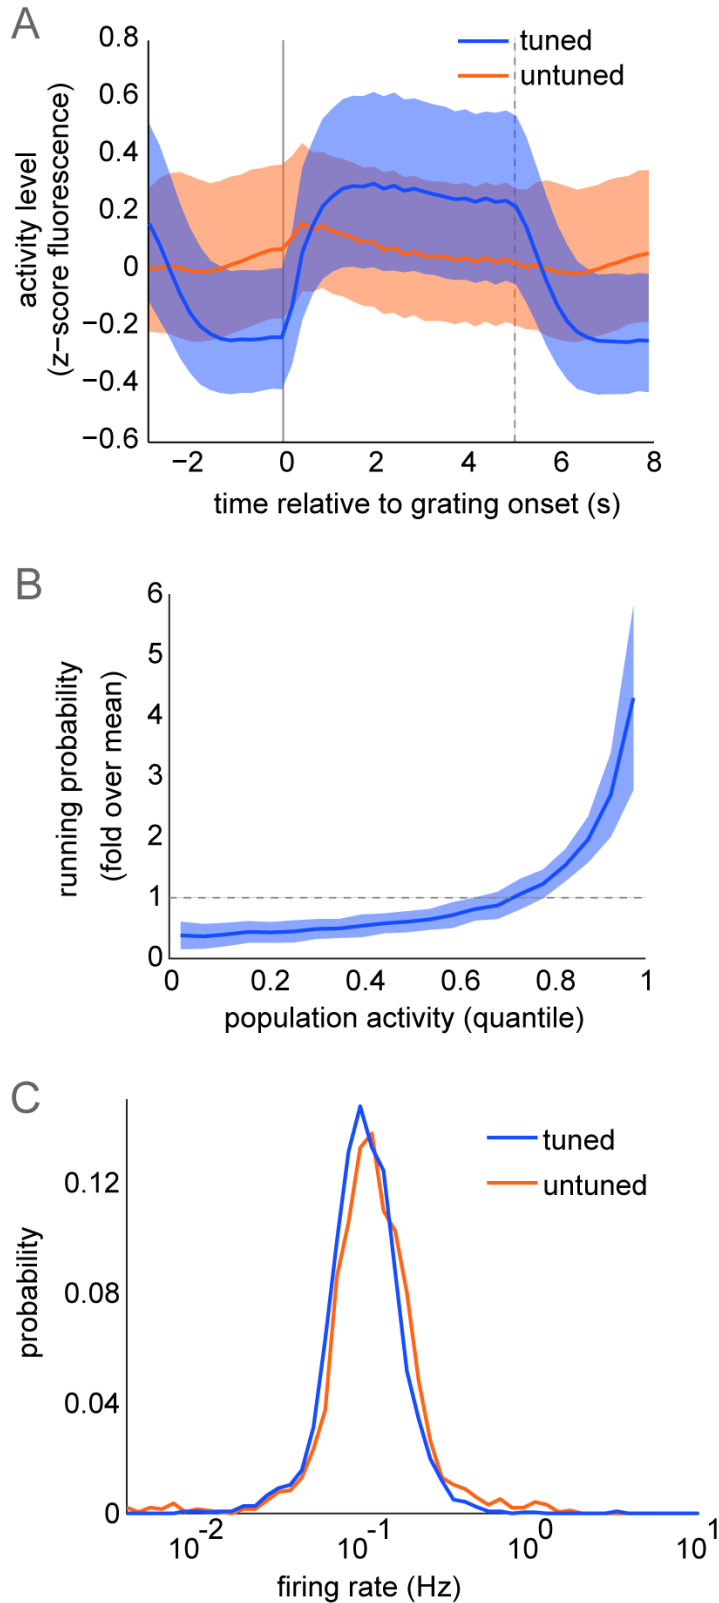 A
0.8
0.6
0.4
0.2
0
−0.2
−0.4
−0.6
activity level
(z−score fluorescence)
tuned
untuned
−2 0 2 4 6 8
time relative to grating onset (s)
B
6
5
4
3
2
1
0
running probability
(fold over mean)
0 0.2 0.4 0.6 0.8 1
population activity (quantile)
C
tuned
untuned
0.12
0.08
0.04
0
probability
10^-2 10^-1 10^0 10^1
firing rate (Hz)